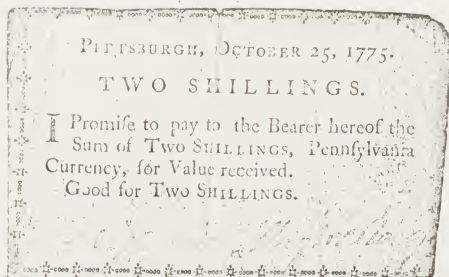 PITTSBURGH, OCTOBER 25, 1775.
TWO SHILLINGS.
I Promiſe to pay to the Bearer hereof the
Sum of TWO SHILLINGS, Pennſylvania
Currency, for Value received.
Good for TWO SHILLINGS.